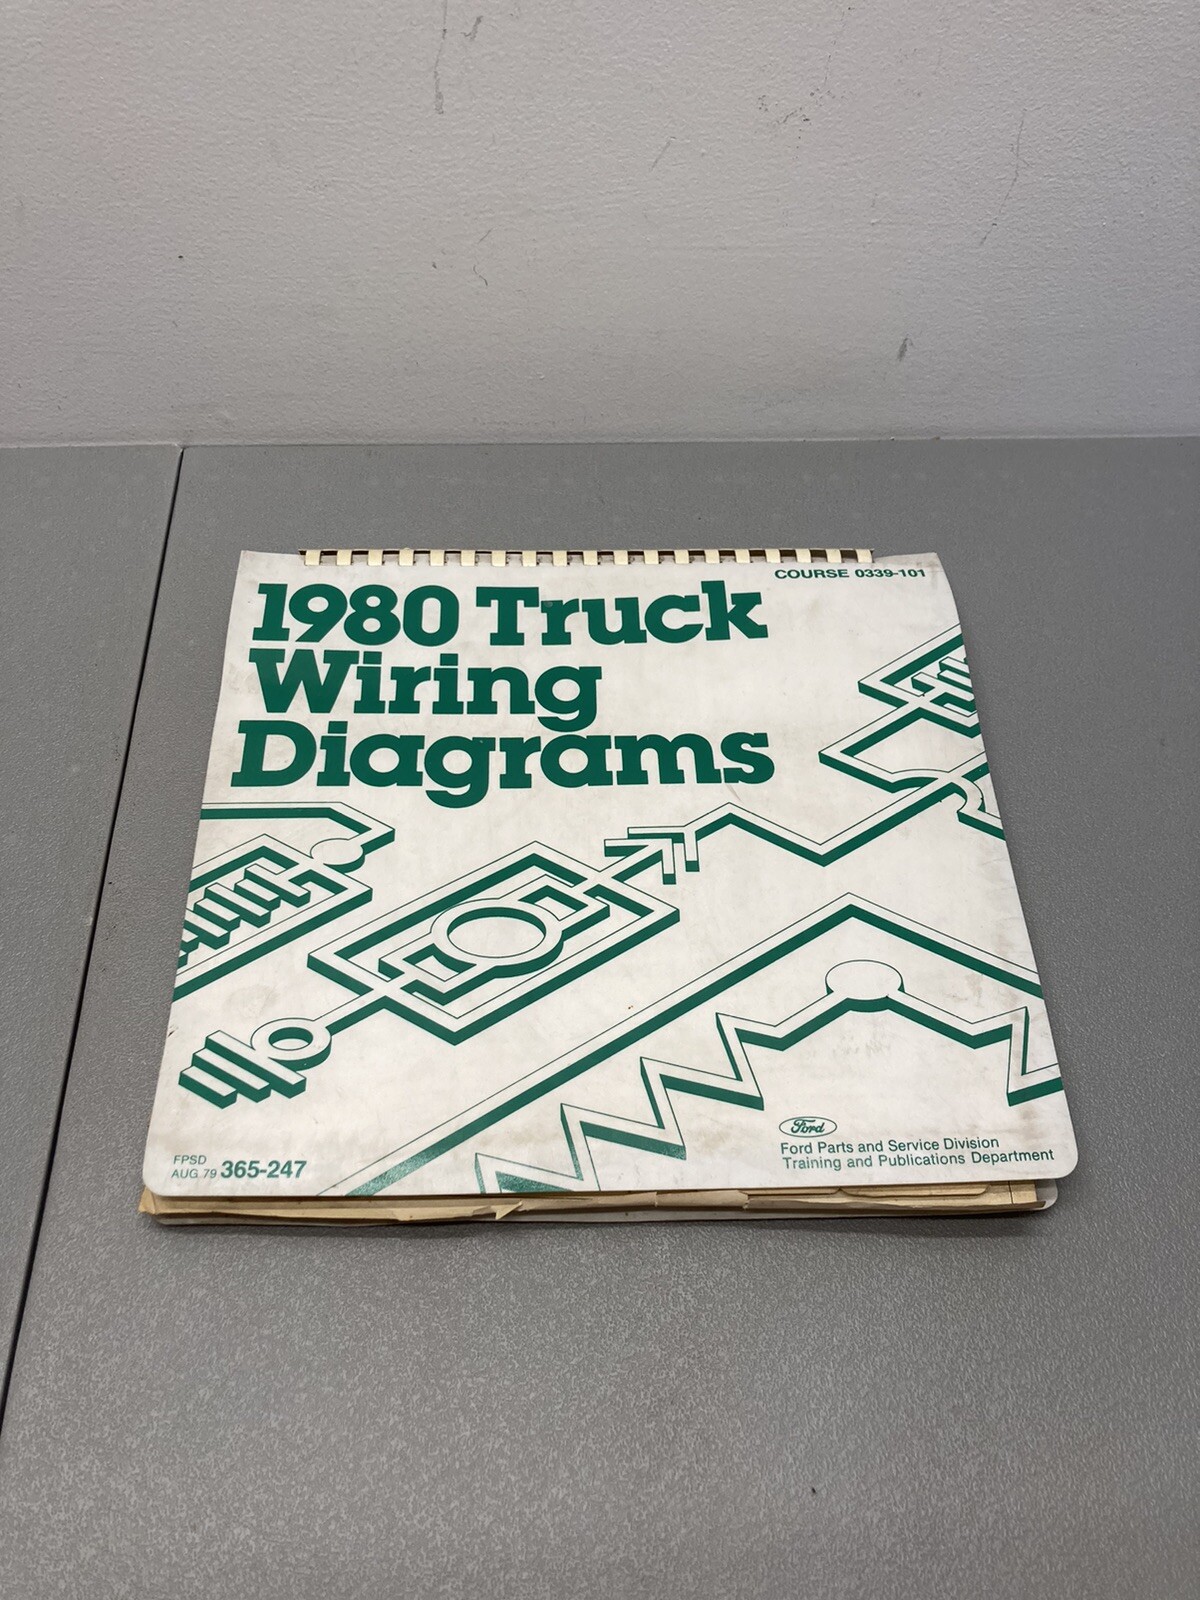 COURSE 0339-101
1980 Truck
Wiring
Diagrams
Ford
Ford Parts and Service Division
Training and Publications Department
FPSD
AUG. 79 365-247